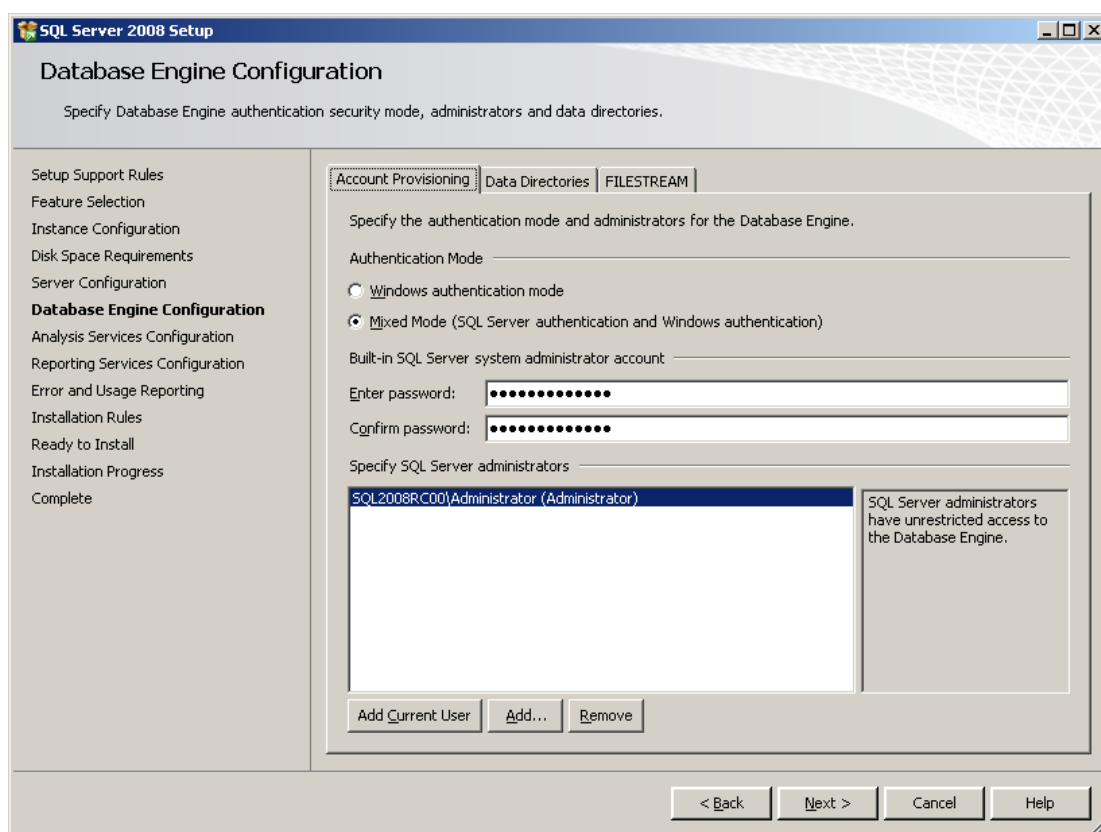 SQL Server 2008 Setup
Database Engine Configuration
Specify Database Engine authentication security mode, administrators and data directories.
Setup Support Rules
Feature Selection
Instance Configuration
Disk Space Requirements
Server Configuration
Database Engine Configuration
Analysis Services Configuration
Reporting Services Configuration
Error and Usage Reporting
Installation Rules
Ready to Install
Installation Progress
Complete
Account Provisioning Data Directories FILESTREAM
Specify the authentication mode and administrators for the Database Engine.
Authentication Mode
Windows authentication mode
Mixed Mode (SQL Server authentication and Windows authentication)
Built-in SQL Server system administrator account
Enter password: ●●●●●●●●●●●●●
Confirm password: ●●●●●●●●●●●●●
Specify SQL Server administrators
SQL2008RC00\Administrator (Administrator)
SQL Server administrators
have unrestricted access to
the Database Engine.
Add Current User Add... Remove
< Back Next > Cancel Help